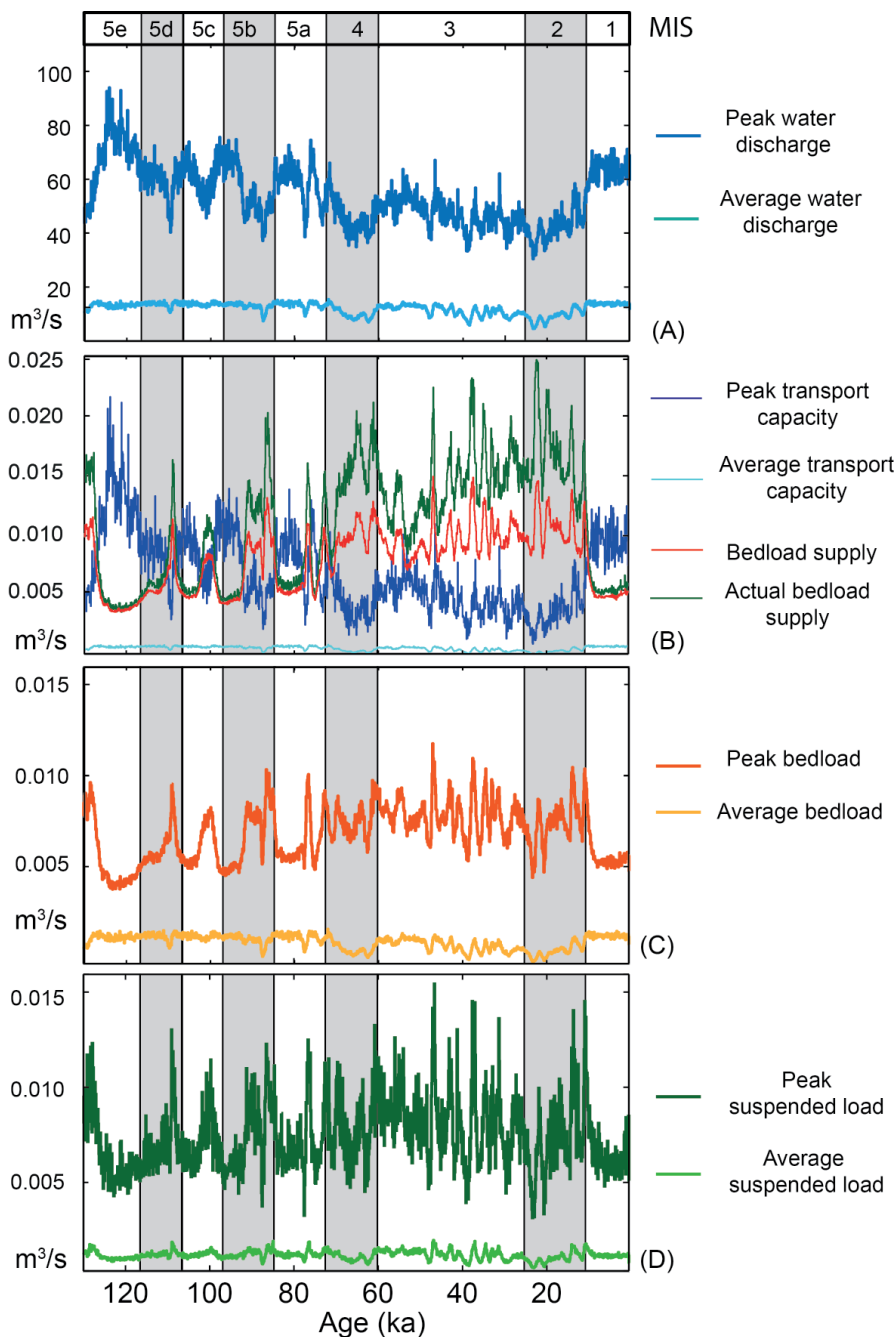 5e 5d 5c 5b 5a 4 3 2 1 MIS
100
80
60
40
20
m³/s
Peak water
discharge
Average water
discharge
(A)
0.025
0.020
0.015
0.010
0.005
m³/s
Peak transport
capacity
Average transport
capacity
Bedload supply
Actual bedload
supply
(B)
0.015
0.010
0.005
m³/s
Peak bedload
Average bedload
(C)
0.015
0.010
0.005
m³/s
Peak
suspended load
Average
suspended load
(D)
120 100 80 60 40 20
Age (ka)